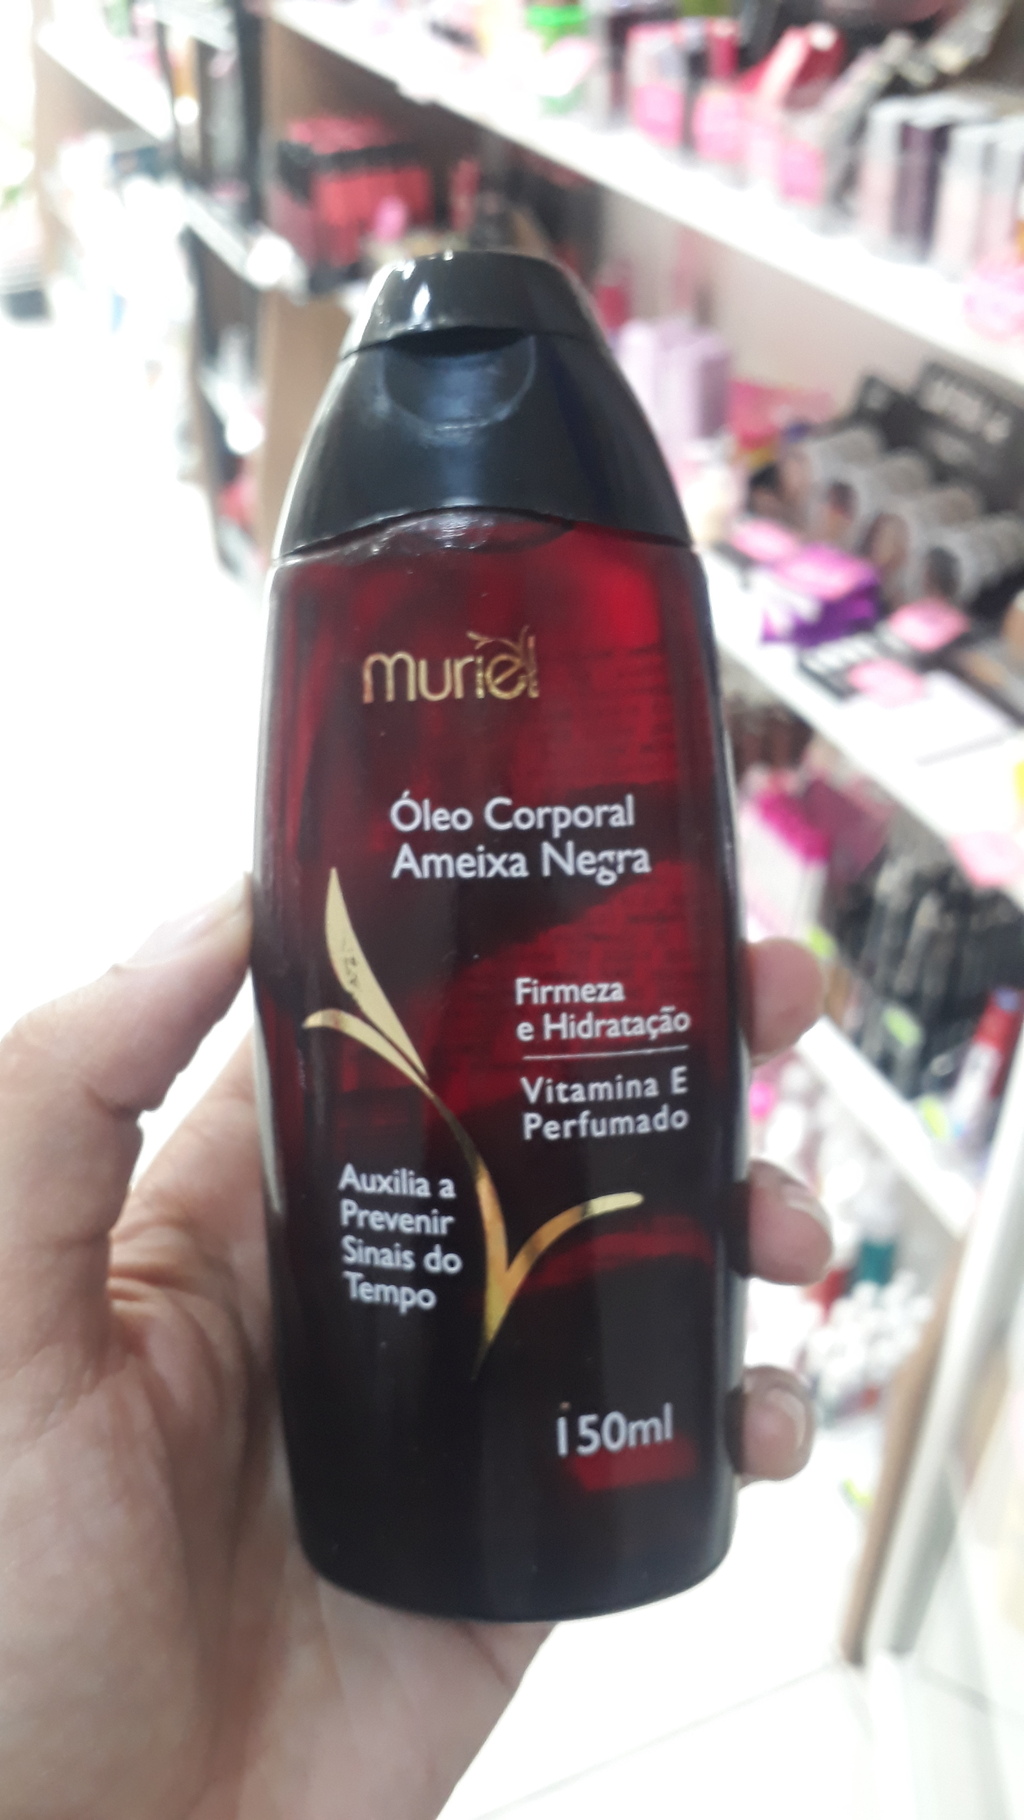 muriel
Óleo Corporal
Ameixa Negra
Firmeza
e Hidratação
Vitamina E
Perfumado
Auxilia a
Prevenir
Sinais do
Tempo
150ml